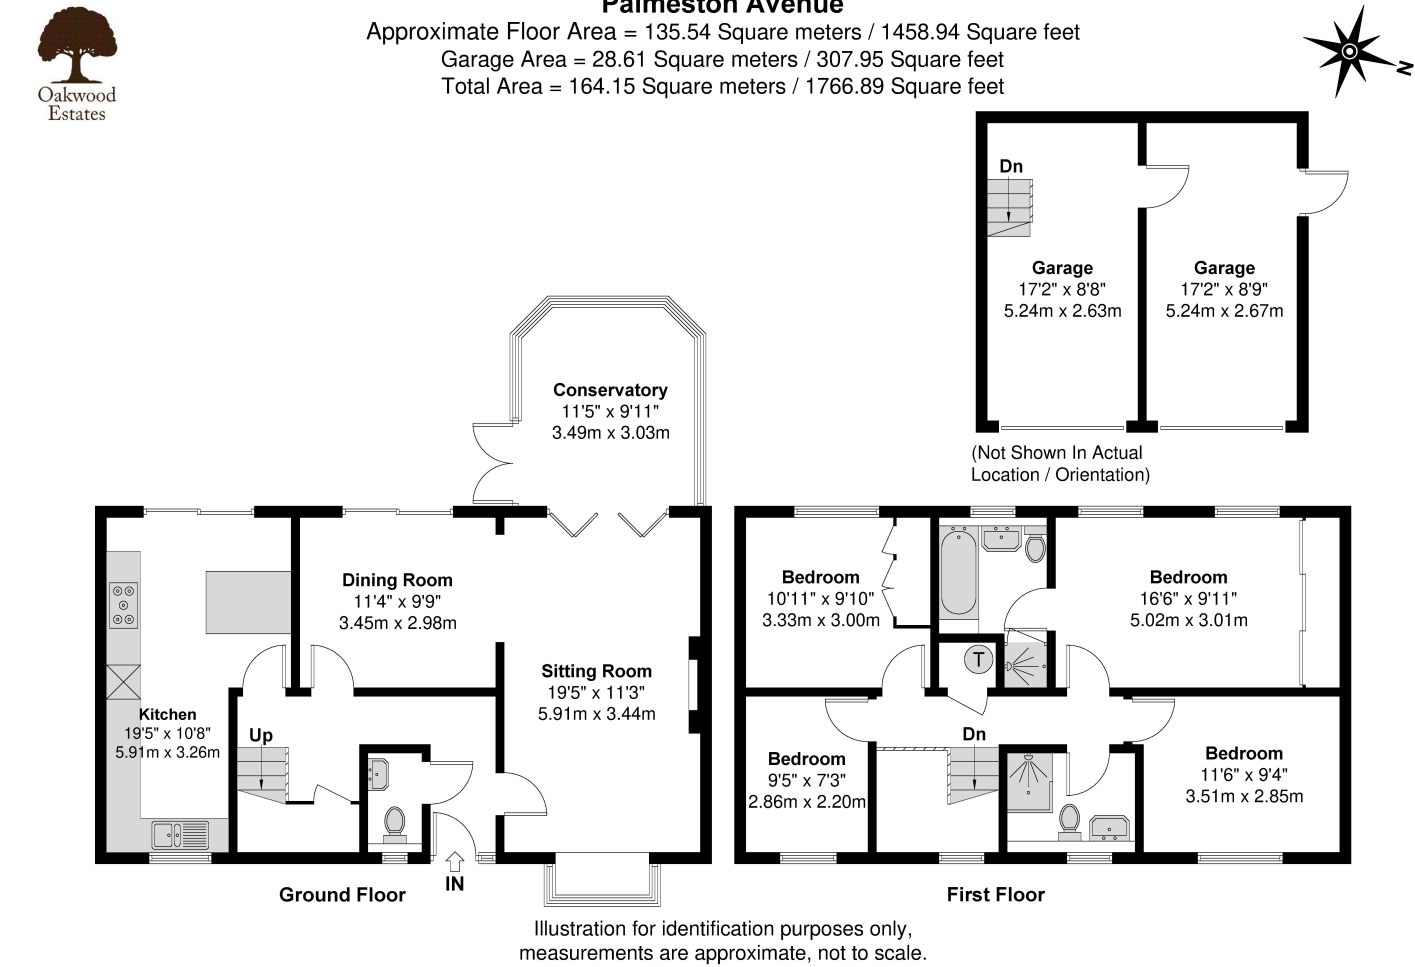 Palmeston Avenue
Approximate Floor Area = 135.54 Square meters / 1458.94 Square feet
Garage Area = 28.61 Square meters / 307.95 Square feet
Total Area = 164.15 Square meters / 1766.89 Square feet
Oakwood
Estates
N
Dn
Garage
17'2" x 8'8"
5.24m x 2.63m
Garage
17'2" x 8'9"
5.24m x 2.67m
(Not Shown In Actual
Location / Orientation)
Conservatory
11'5" x 9'11"
3.49m x 3.03m
Dining Room
11'4" x 9'9"
3.45m x 2.98m
Sitting Room
19'5" x 11'3"
5.91m x 3.44m
Kitchen
19'5" x 10'8"
5.91m x 3.26m
Up
IN
Ground Floor
Bedroom
10'11" x 9'10"
3.33m x 3.00m
Bedroom
16'6" x 9'11"
5.02m x 3.01m
T
Bedroom
9'5" x 7'3"
2.86m x 2.20m
Dn
Bedroom
11'6" x 9'4"
3.51m x 2.85m
First Floor
Illustration for identification purposes only,
measurements are approximate, not to scale.